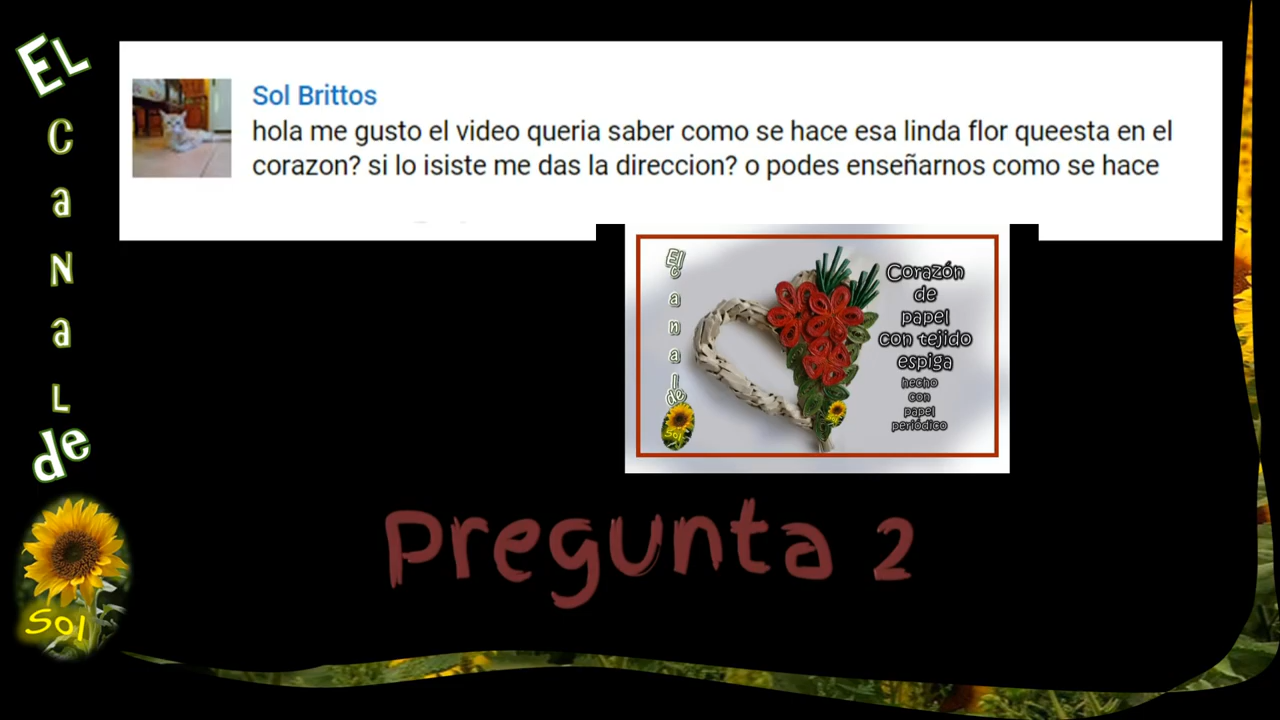 EL
CaNaL
de
Sol
Sol Brittos
hola me gusto el video queria saber como se hace esa linda flor queesta en el
corazon? si lo isiste me das la direccion? o podes enseñarnos como se hace
El
canal
de
Sol
Corazón
de
papel
con tejido
espiga
hecho
con
papel
periódico
Pregunta 2